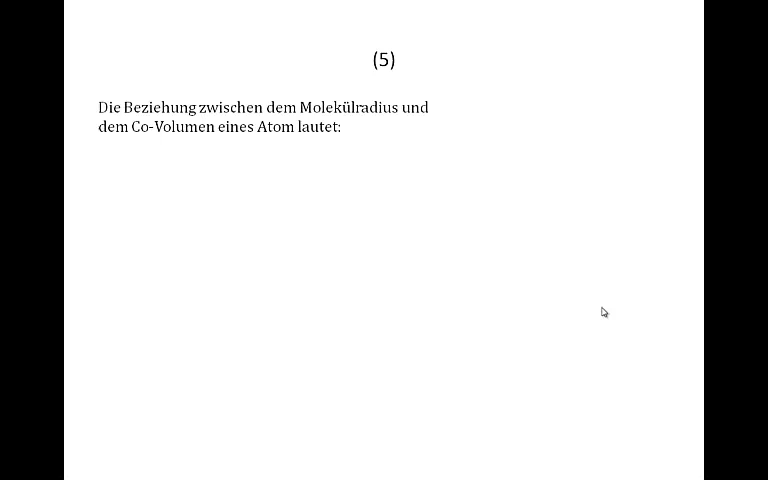 (5)
Die Beziehung zwischen dem Molekülradius und
dem Co-Volumen eines Atom lautet: